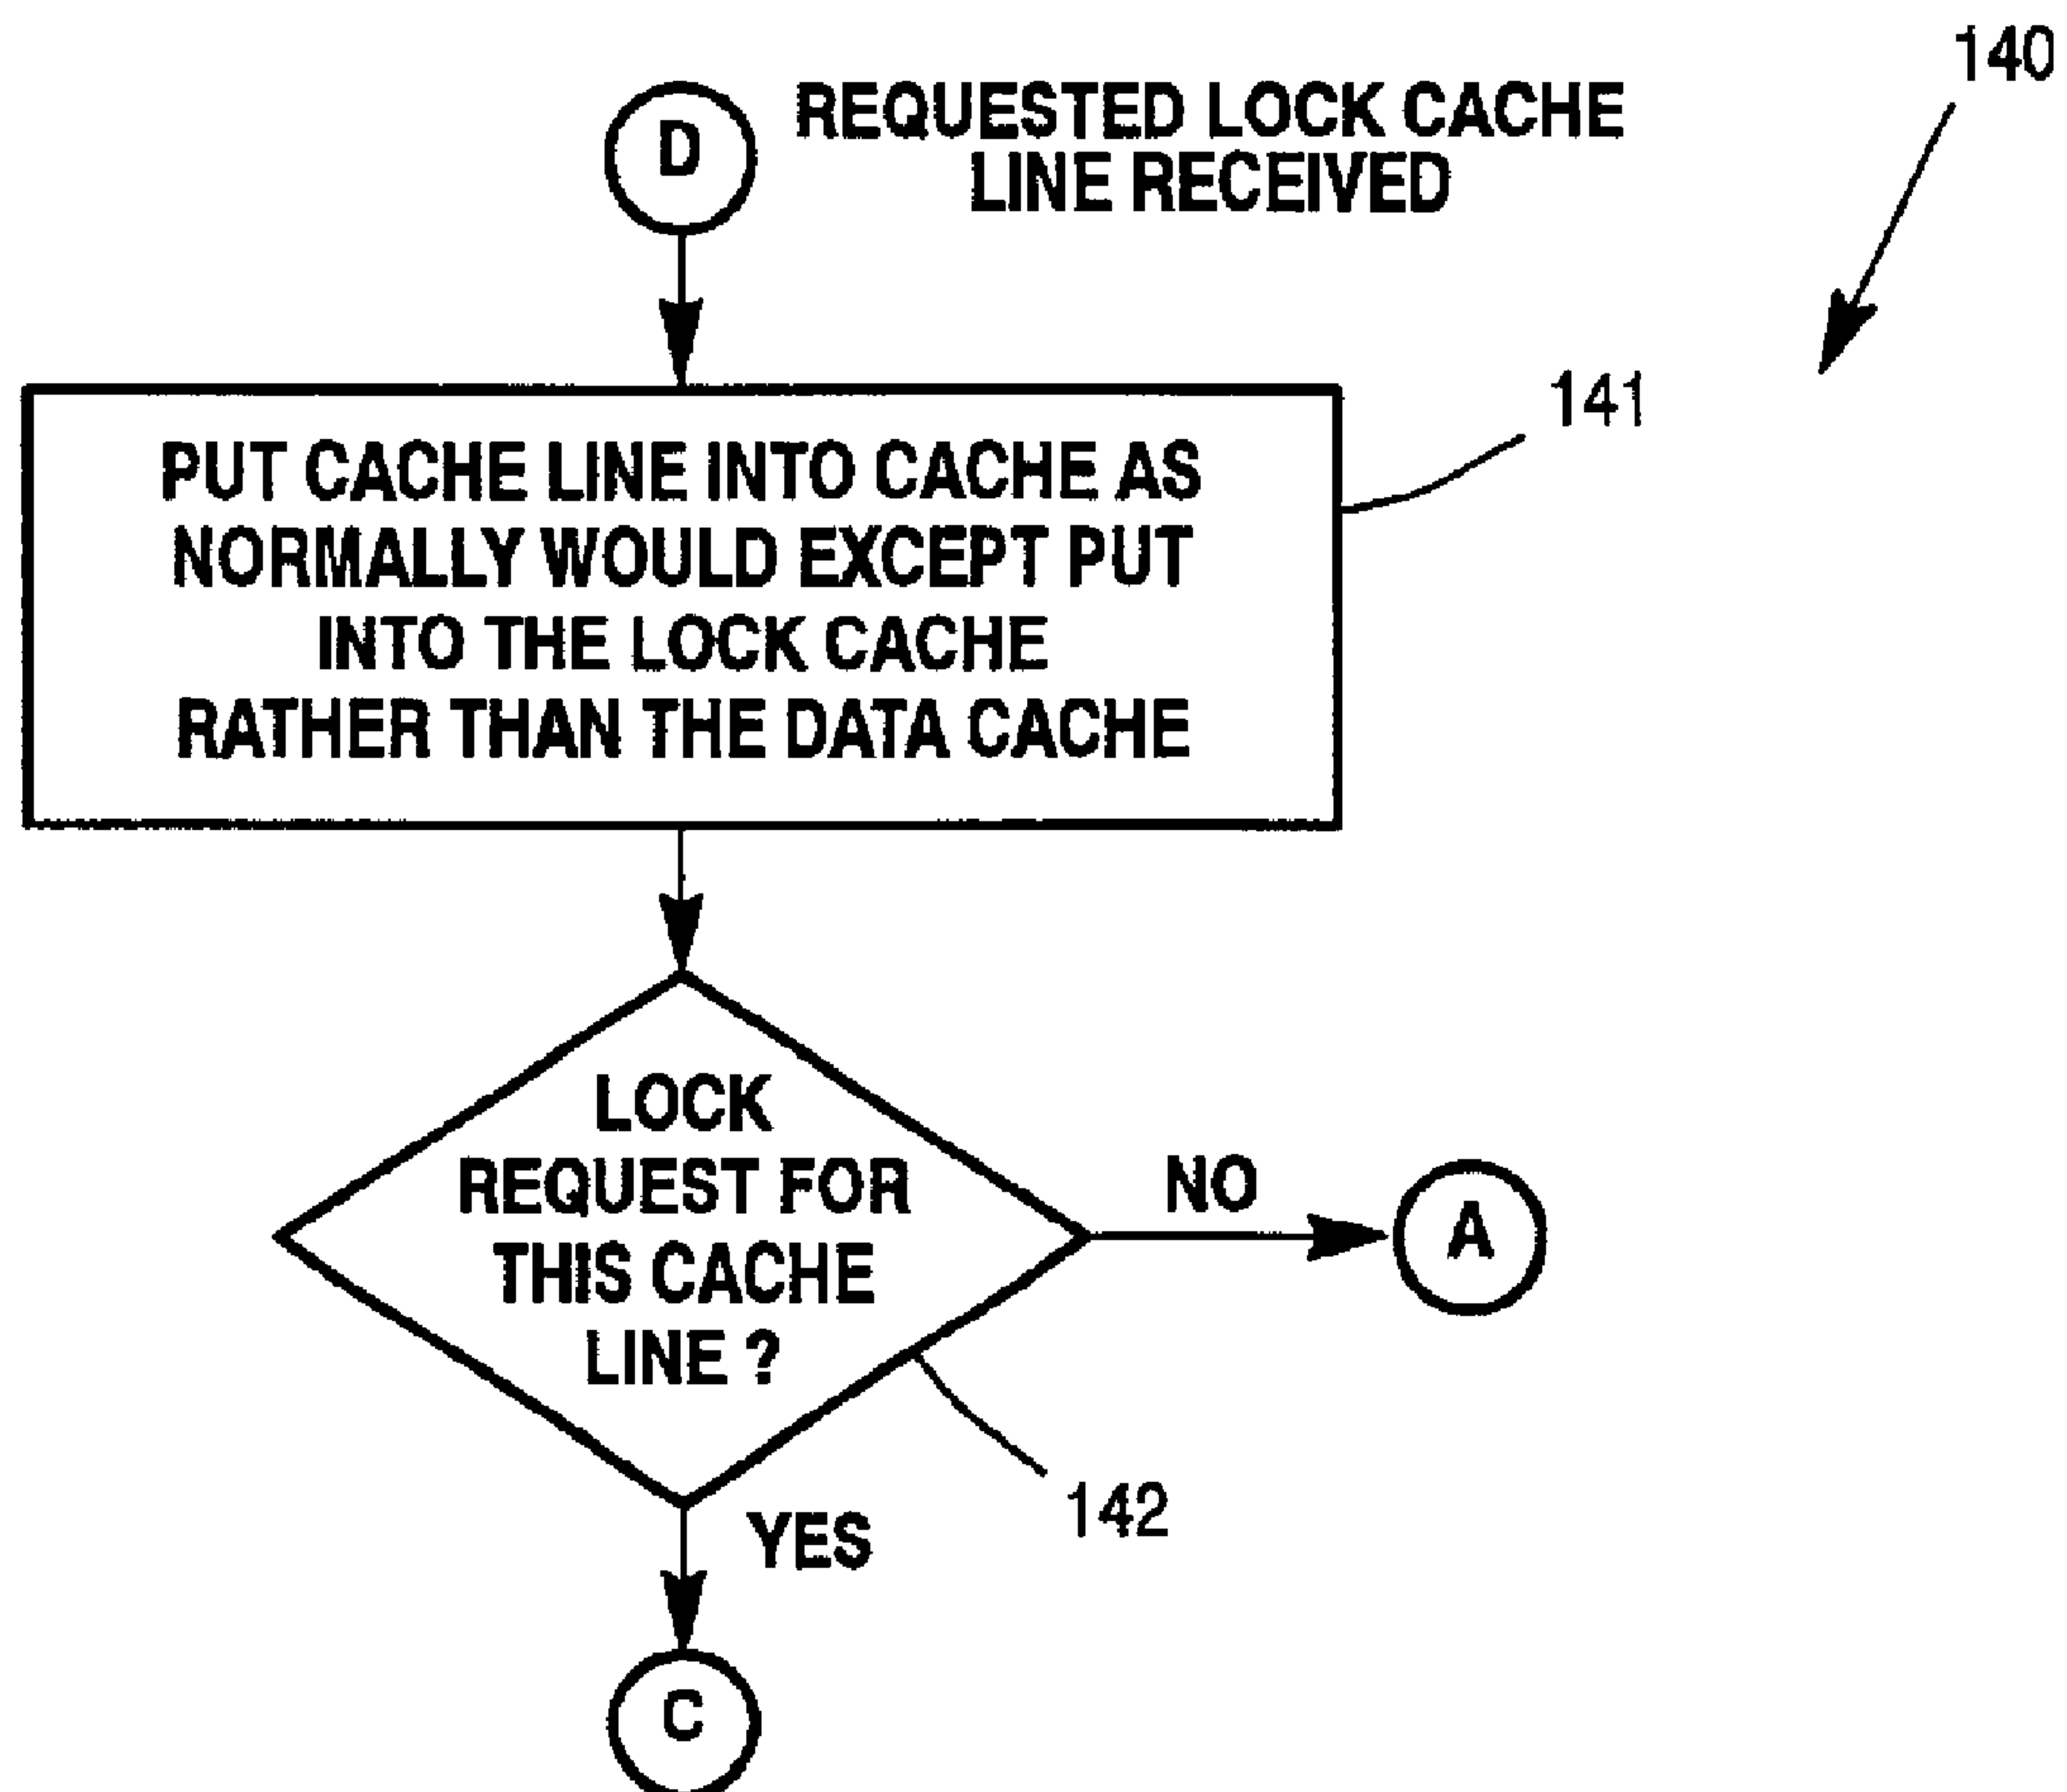 140
D
REQUESTED LOCK CACHE
LINE RECEIVED
141
PUT CACHE LINE INTO CACHE AS
NORMALLY WOULD EXCEPT PUT
INTO THE LOCK CACHE
RATHER THAN THE DATA CACHE
LOCK
REQUEST FOR
THIS CACHE
LINE ?
NO
A
142
YES
C